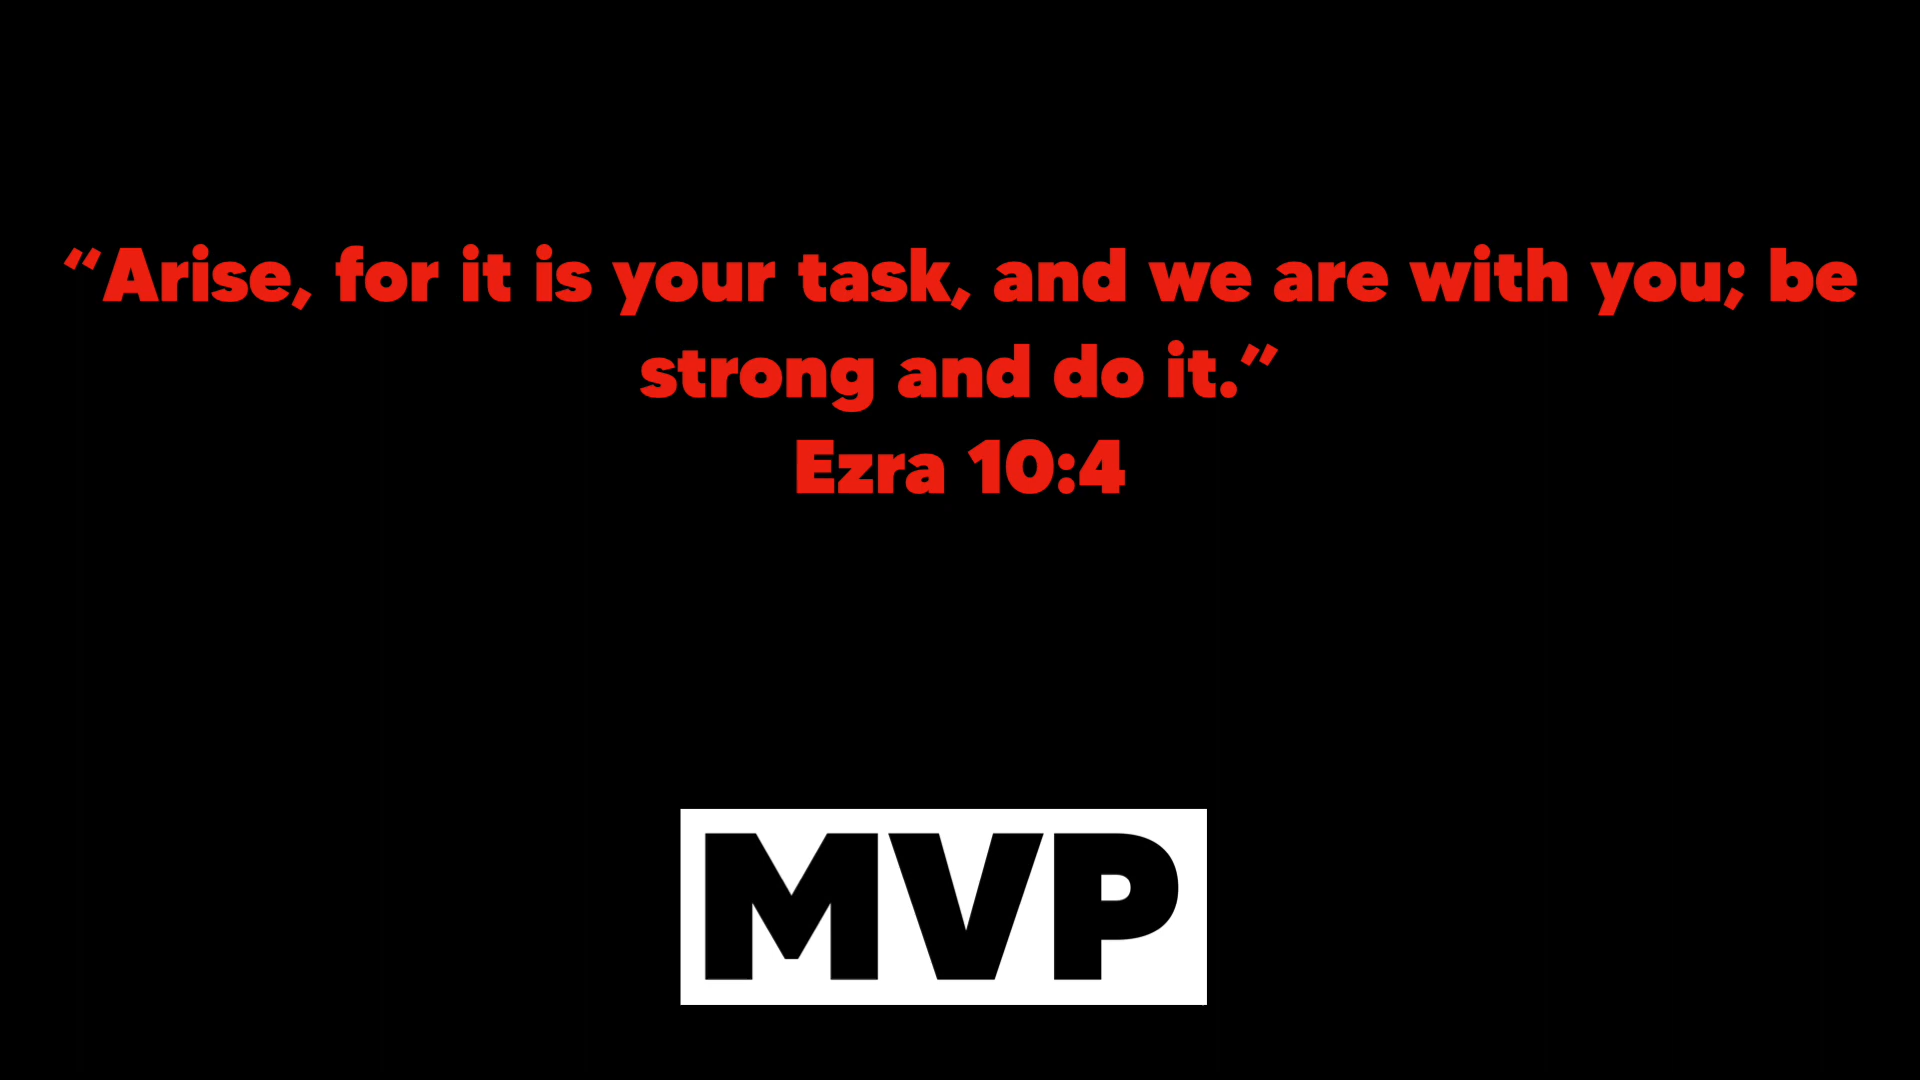 “Arise, for it is your task, and we are with you; be
strong and do it.”
Ezra 10:4
MVP